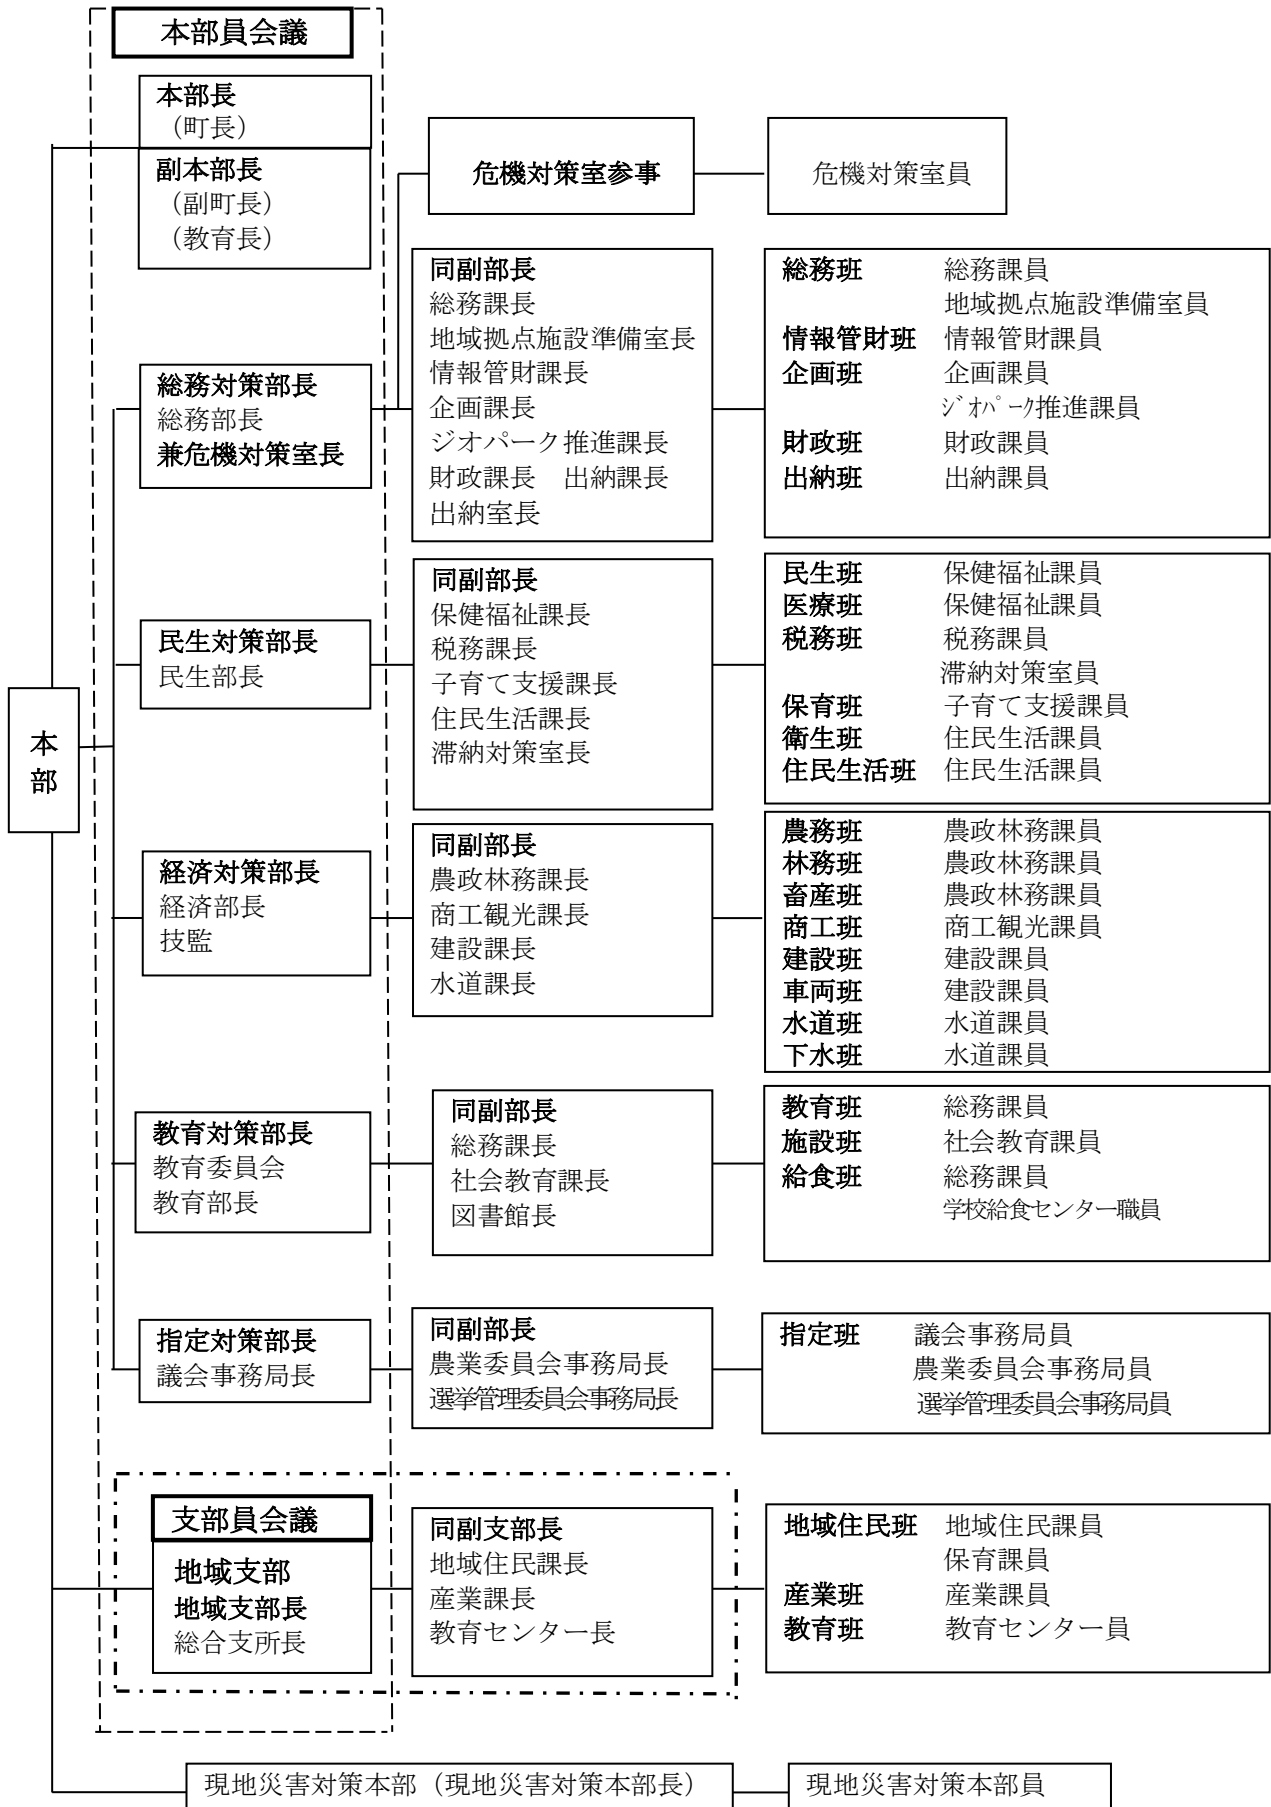 本部員会議
本部長
（町長）
副本部長
（副町長）
（教育長）
危機対策室参事
危機対策室員
総務対策部長
総務部長
兼危機対策室長
同副部長
総務課長
地域拠点施設準備室長
情報管財課長
企画課長
ジオパーク推進課長
財政課長　出納課長
出納室長
総務班　総務課員
地域拠点施設準備室員
情報管財班　情報管財課員
企画班　企画課員
ｼﾞｵﾊﾟｰｸ推進課員
財政班　財政課員
出納班　出納課員
民生対策部長
民生部長
同副部長
保健福祉課長
税務課長
子育て支援課長
住民生活課長
滞納対策室長
民生班　保健福祉課員
医療班　保健福祉課員
税務班　税務課員
滞納対策室員
保育班　子育て支援課員
衛生班　住民生活課員
住民生活班　住民生活課員
本
部
経済対策部長
経済部長
技監
同副部長
農政林務課長
商工観光課長
建設課長
水道課長
農務班　農政林務課員
林務班　農政林務課員
畜産班　農政林務課員
商工班　商工観光課員
建設班　建設課員
車両班　建設課員
水道班　水道課員
下水班　水道課員
教育対策部長
教育委員会
教育部長
同副部長
総務課長
社会教育課長
図書館長
教育班　総務課員
施設班　社会教育課員
給食班　総務課員
学校給食センター職員
指定対策部長
議会事務局長
同副部長
農業委員会事務局長
選挙管理委員会事務局長
指定班　議会事務局員
農業委員会事務局員
選挙管理委員会事務局員
支部員会議
地域支部
地域支部長
総合支所長
同副支部長
地域住民課長
産業課長
教育センター長
地域住民班　地域住民課員
保育課員
産業班　産業課員
教育班　教育センター員
現地災害対策本部（現地災害対策本部長）
現地災害対策本部員